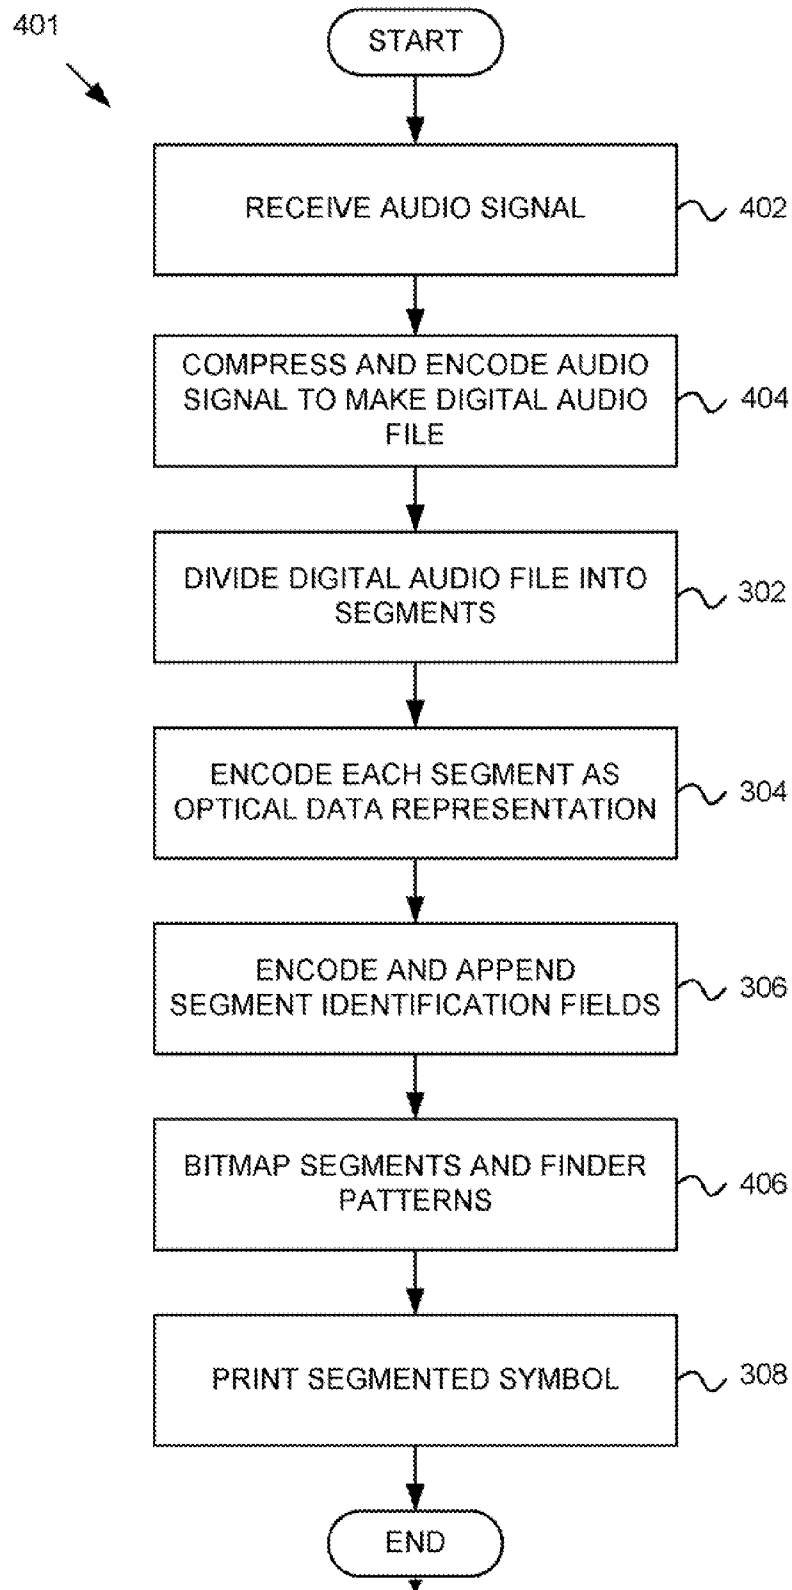 401
START
RECEIVE AUDIO SIGNAL
402
COMPRESS AND ENCODE AUDIO
SIGNAL TO MAKE DIGITAL AUDIO
FILE
404
DIVIDE DIGITAL AUDIO FILE INTO
SEGMENTS
302
ENCODE EACH SEGMENT AS
OPTICAL DATA REPRESENTATION
304
ENCODE AND APPEND
SEGMENT IDENTIFICATION FIELDS
306
BITMAP SEGMENTS AND FINDER
PATTERNS
406
PRINT SEGMENTED SYMBOL
308
END